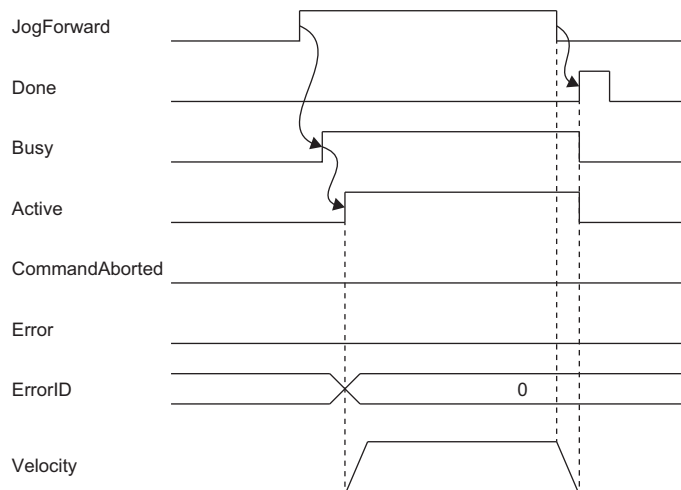 JogForward
Done
Busy
Active
CommandAborted
Error
ErrorID 0
Velocity